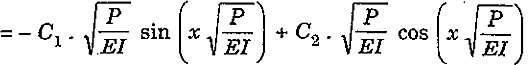 = − C₁ . √(P/EI) sin (x √(P/EI)) + C₂ . √(P/EI) cos (x √(P/EI))